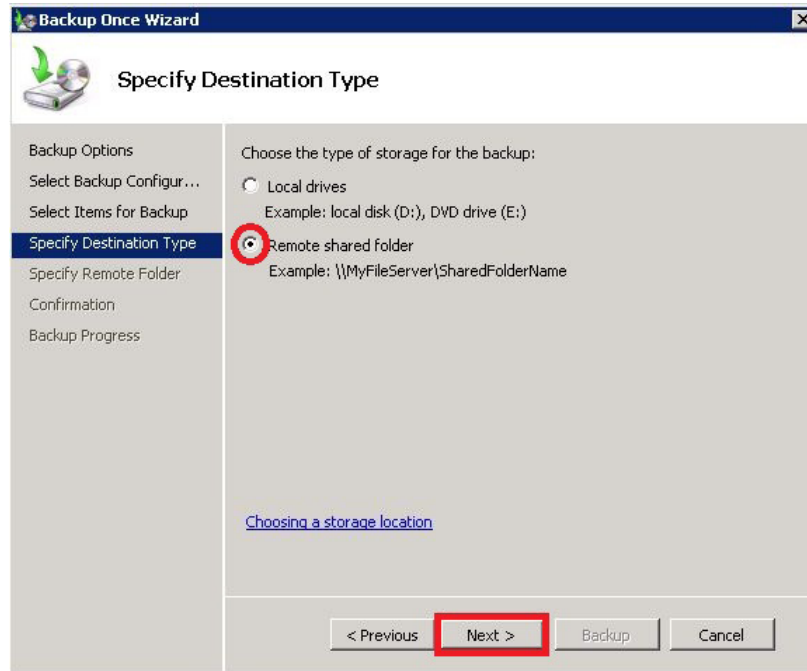 Backup Once Wizard
Specify Destination Type
Backup Options
Select Backup Configur...
Select Items for Backup
Specify Destination Type
Specify Remote Folder
Confirmation
Backup Progress
Choose the type of storage for the backup:
Local drives
Example: local disk (D:), DVD drive (E:)
Remote shared folder
Example: \\MyFileServer\SharedFolderName
Choosing a storage location
< Previous
Next >
Backup
Cancel